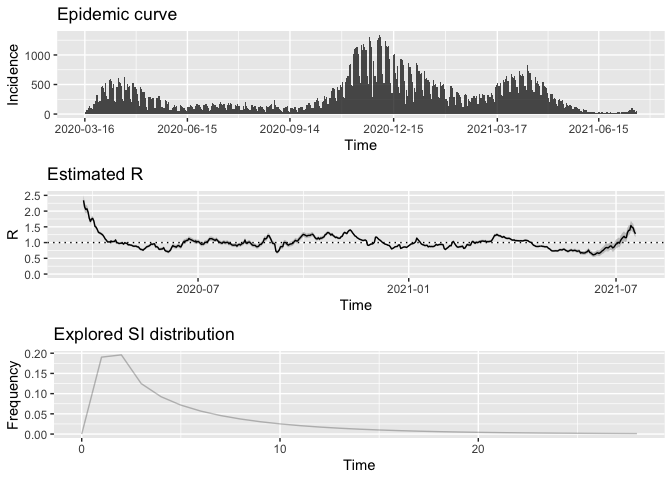 Epidemic curve
Incidence
1000
500
0
2020-03-16 2020-06-15 2020-09-14 2020-12-15 2021-03-17 2021-06-15
Time
Estimated R
R
2.5
2.0
1.5
1.0
0.5
0.0
2020-07 2021-01 2021-07
Time
Explored SI distribution
Frequency
0.20
0.15
0.10
0.05
0.00
0 10 20
Time